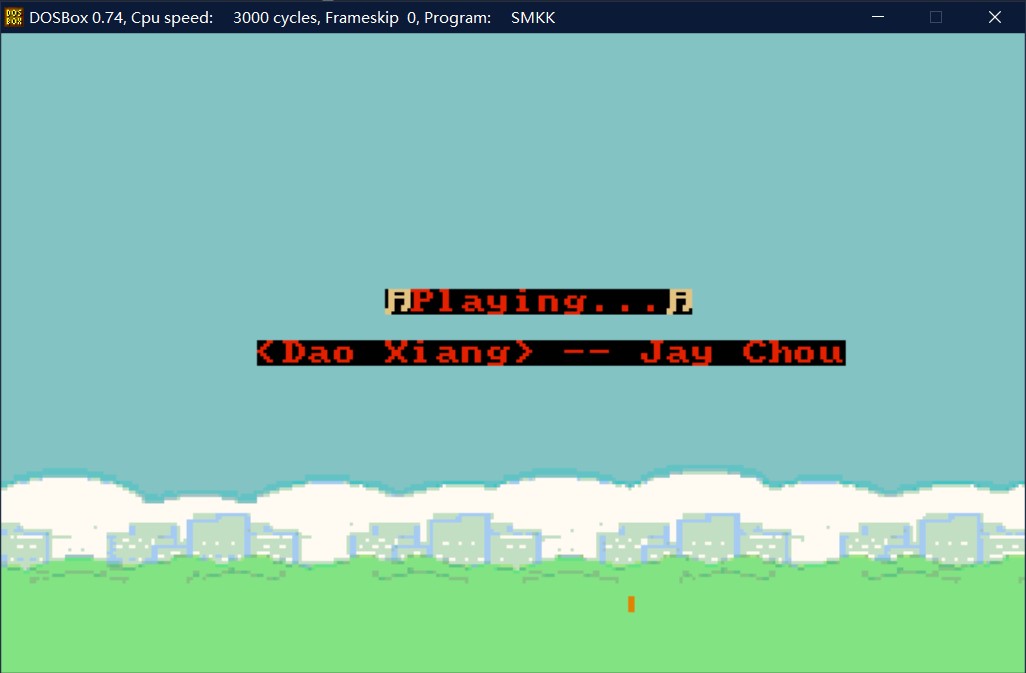 DOSBox 0.74, Cpu speed: 3000 cycles, Frameskip 0, Program: SMKK
♬Playing...♬
<Dao Xiang> -- Jay Chou